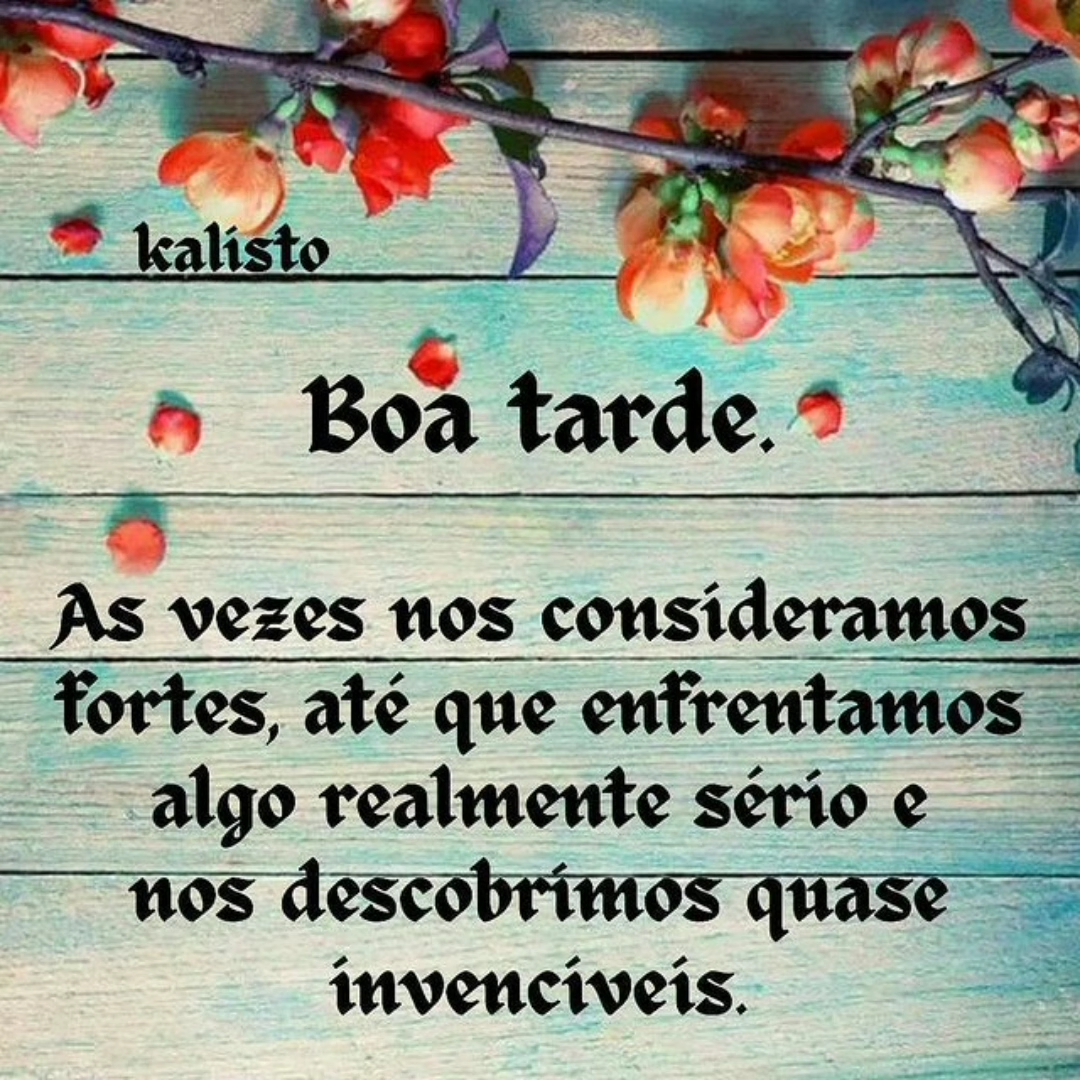 kalisto
Boa tarde.
As vezes nos consideramos
fortes, até que enfrentamos
algo realmente sério e
nos descobrimos quase
invencíveis.